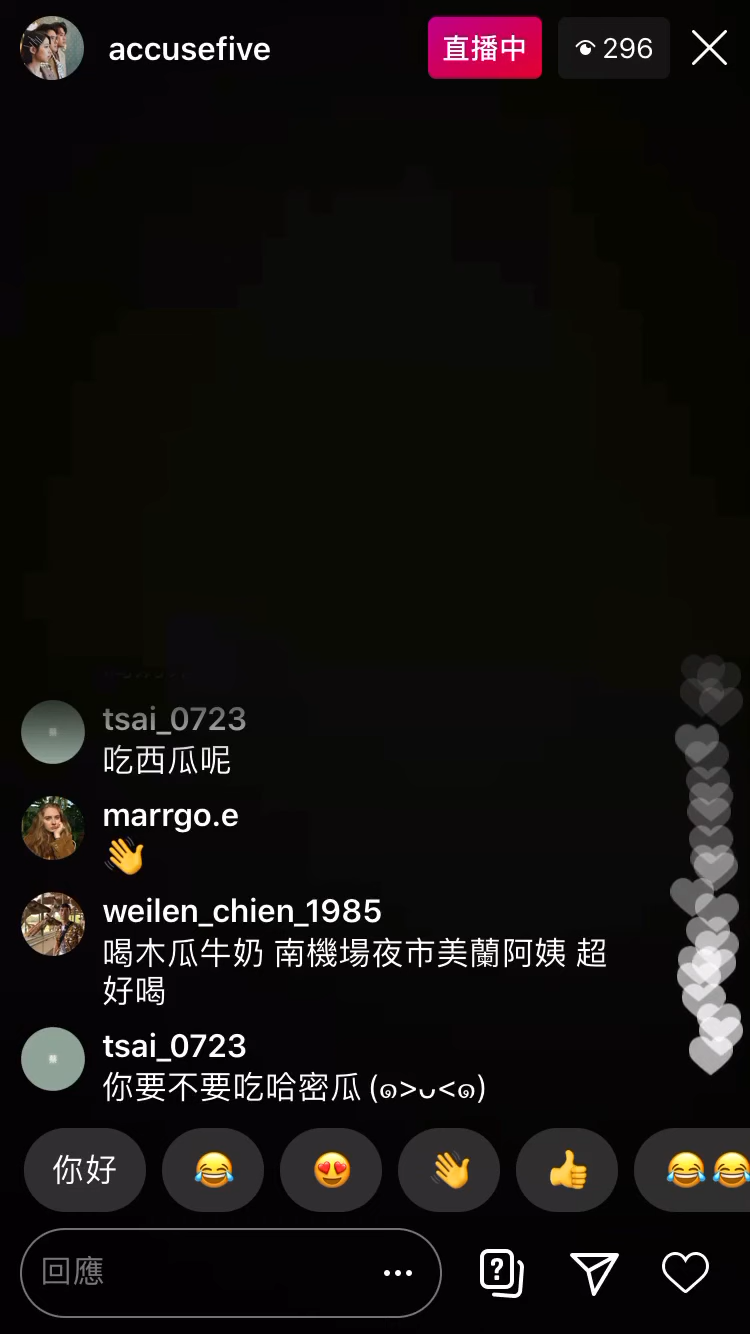 accusefive
直播中
296
tsai_0723
吃西瓜呢
marrgo.e
👋
weilen_chien_1985
喝木瓜牛奶 南機場夜市美蘭阿姨 超
好喝
tsai_0723
你要不要吃哈密瓜 (๑>ᴗ<๑)
你好 😂 😍 👋 👍 😂😂
回應